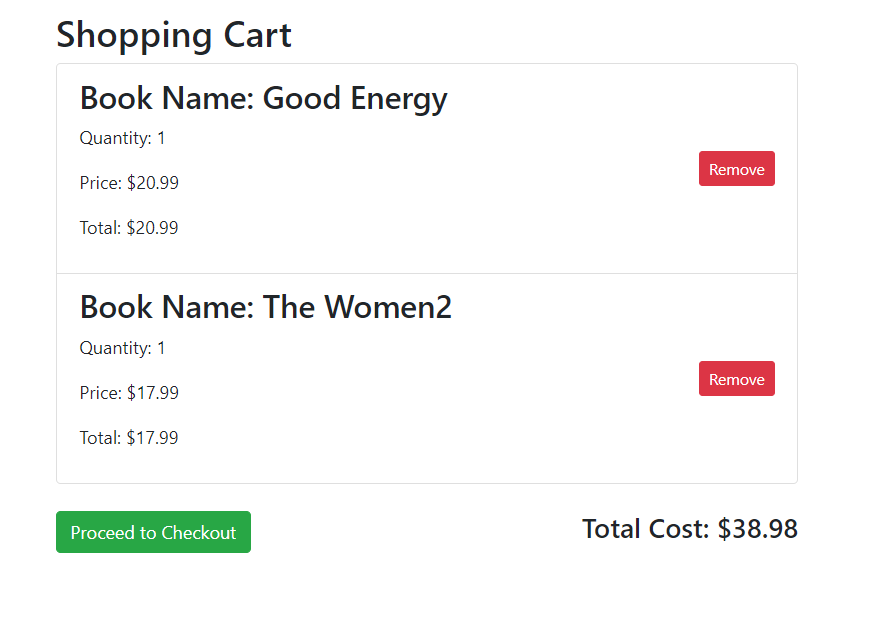 Shopping Cart
Book Name: Good Energy
Quantity: 1
Price: $20.99
Total: $20.99
Remove
Book Name: The Women2
Quantity: 1
Price: $17.99
Total: $17.99
Remove
Proceed to Checkout
Total Cost: $38.98